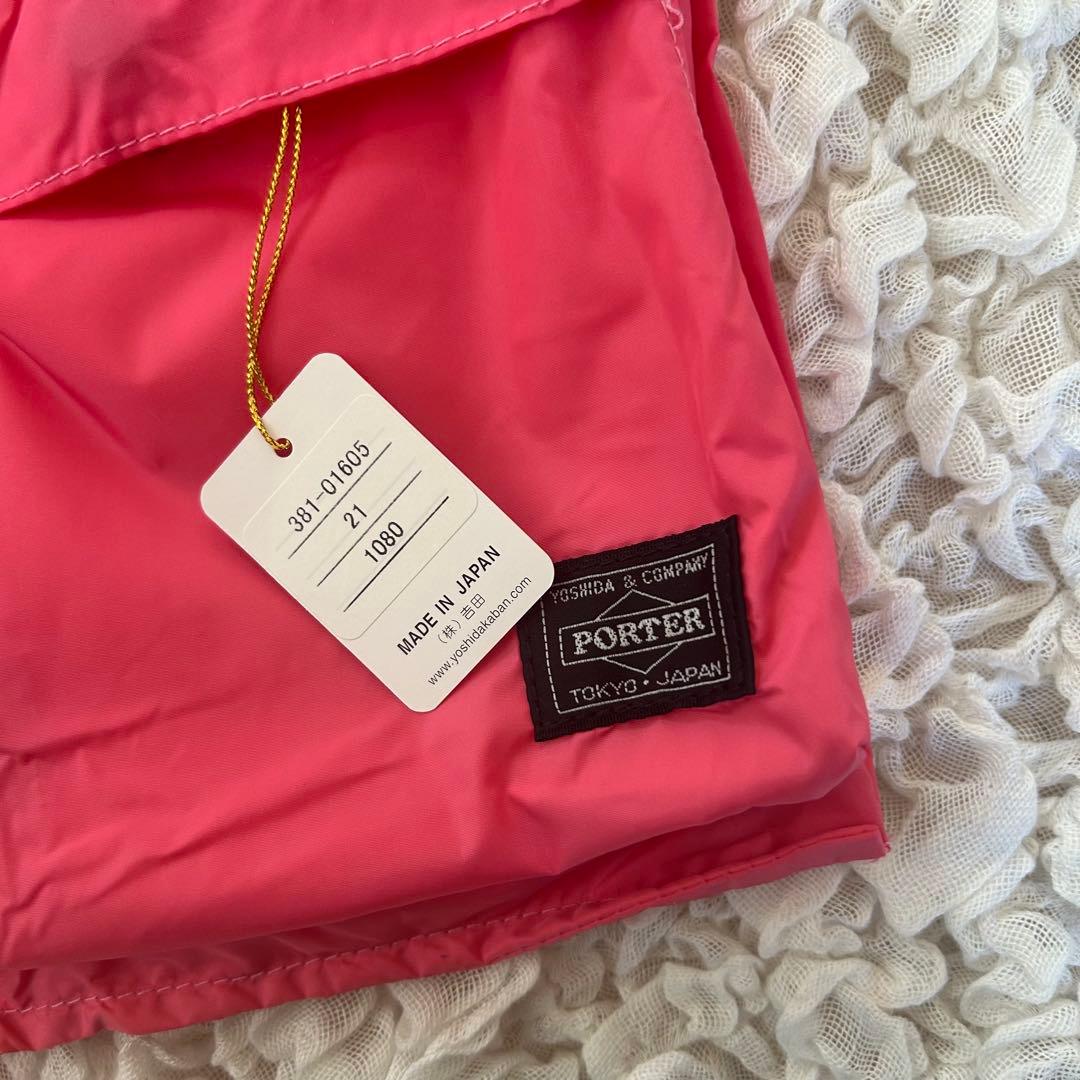 381-01605
21
1080
MADE IN JAPAN
(株)吉田
www.yoshidakaban.com
YOSHIDA & COMPANY
PORTER
TOKYO・JAPAN